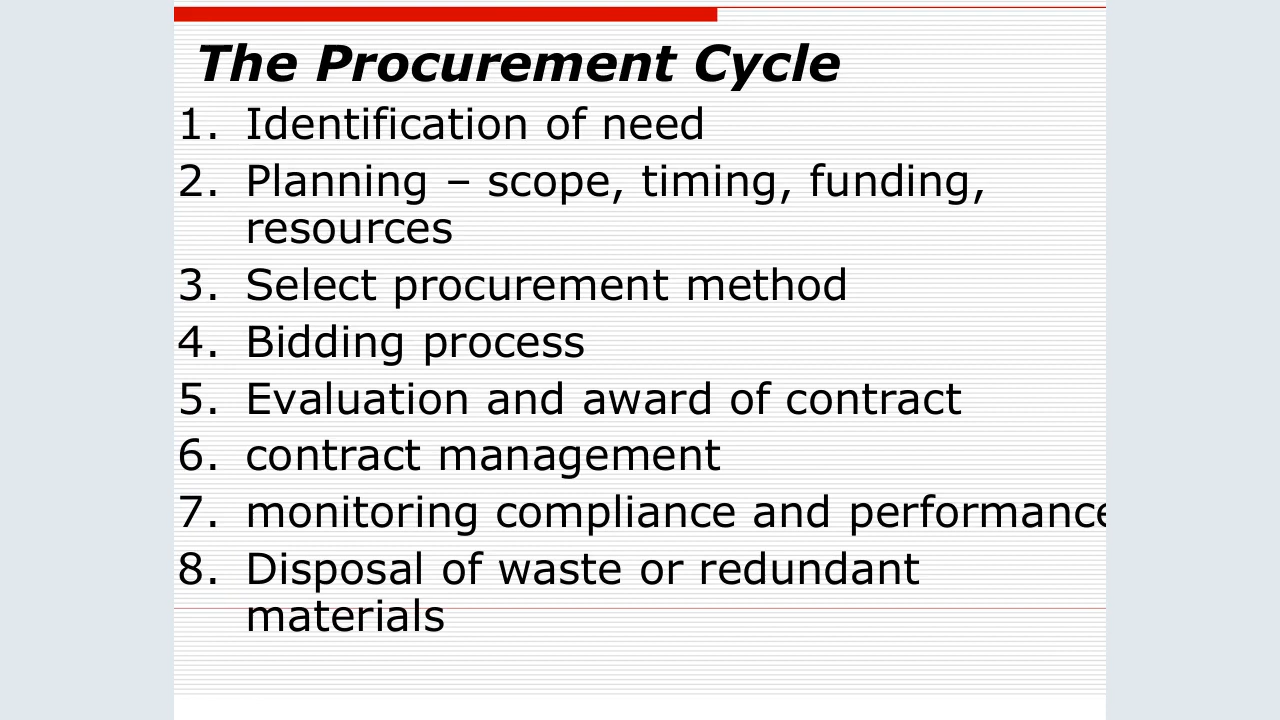 The Procurement Cycle
1. Identification of need
2. Planning – scope, timing, funding,
resources
3. Select procurement method
4. Bidding process
5. Evaluation and award of contract
6. contract management
7. monitoring compliance and performance
8. Disposal of waste or redundant
materials